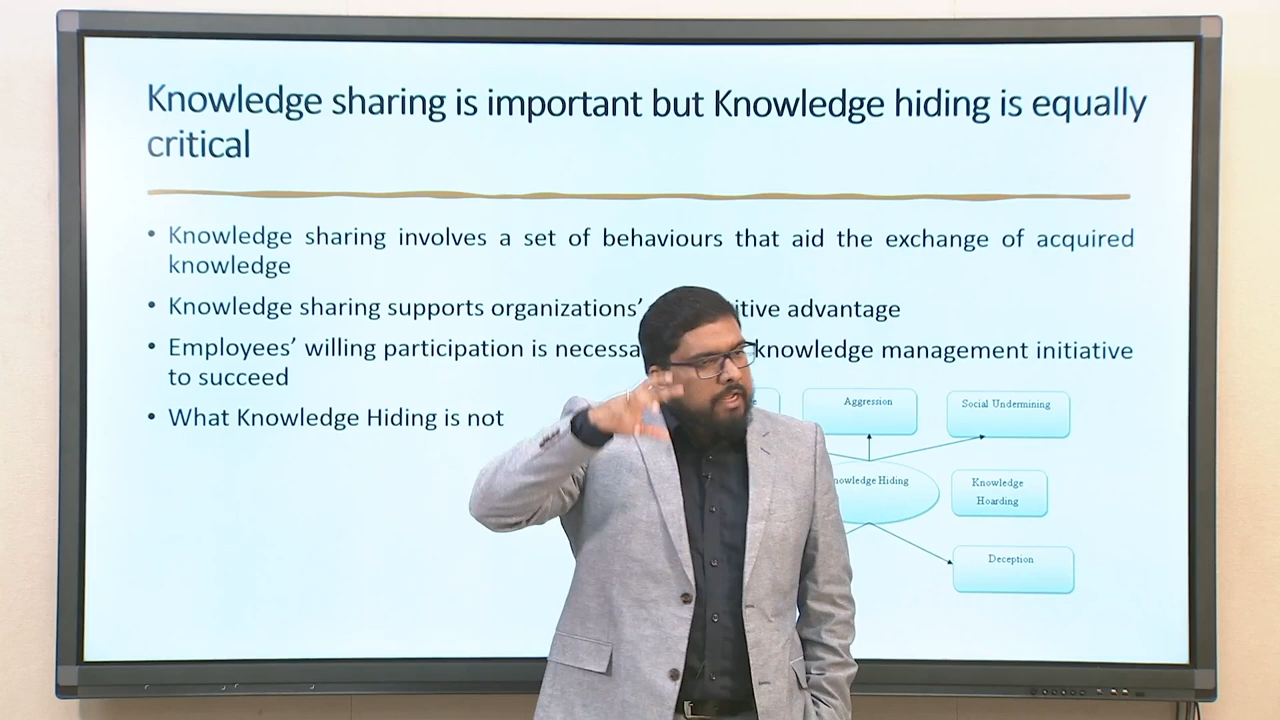 Knowledge sharing is important but Knowledge hiding is equally
critical
• Knowledge sharing involves a set of behaviours that aid the exchange of acquired
knowledge
• Knowledge sharing supports organizations’ advantage
• Employees’ willing participation is knowledge management initiative
to succeed
• What Knowledge Hiding is not
Aggression
Social Undermining
Hiding
Knowledge
Hoarding
Deception